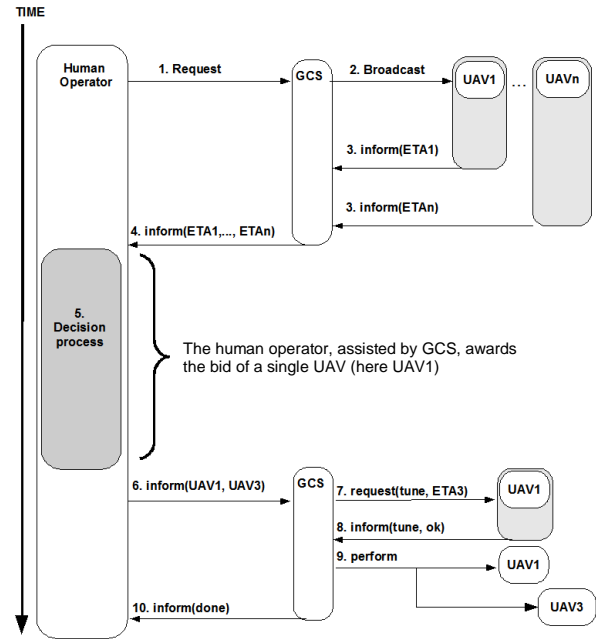 TIME
Human
Operator
1. Request
GCS
2. Broadcast
UAV1
...
UAVn
3. inform(ETA1)
3. inform(ETAn)
4. inform(ETA1,..., ETAn)
5.
Decision
process
The human operator, assisted by GCS, awards
the bid of a single UAV (here UAV1)
6. inform(UAV1, UAV3)
GCS
7. request(tune, ETA3)
UAV1
8. inform(tune, ok)
9. perform
UAV1
10. inform(done)
UAV3